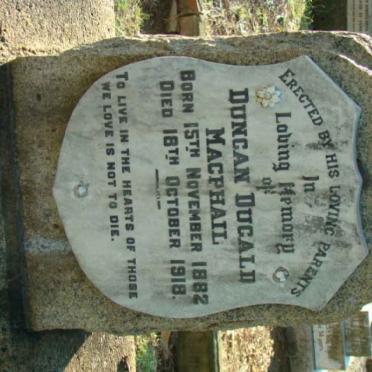 ERECTED BY HIS LOVING PARENTS
In
Loving Memory
of
DUNCAN DUGALD
MACPHAIL
BORN 15TH NOVEMBER 1882
DIED 18TH OCTOBER 1918.
TO LIVE IN THE HEARTS OF THOSE
WE LOVE IS NOT TO DIE.